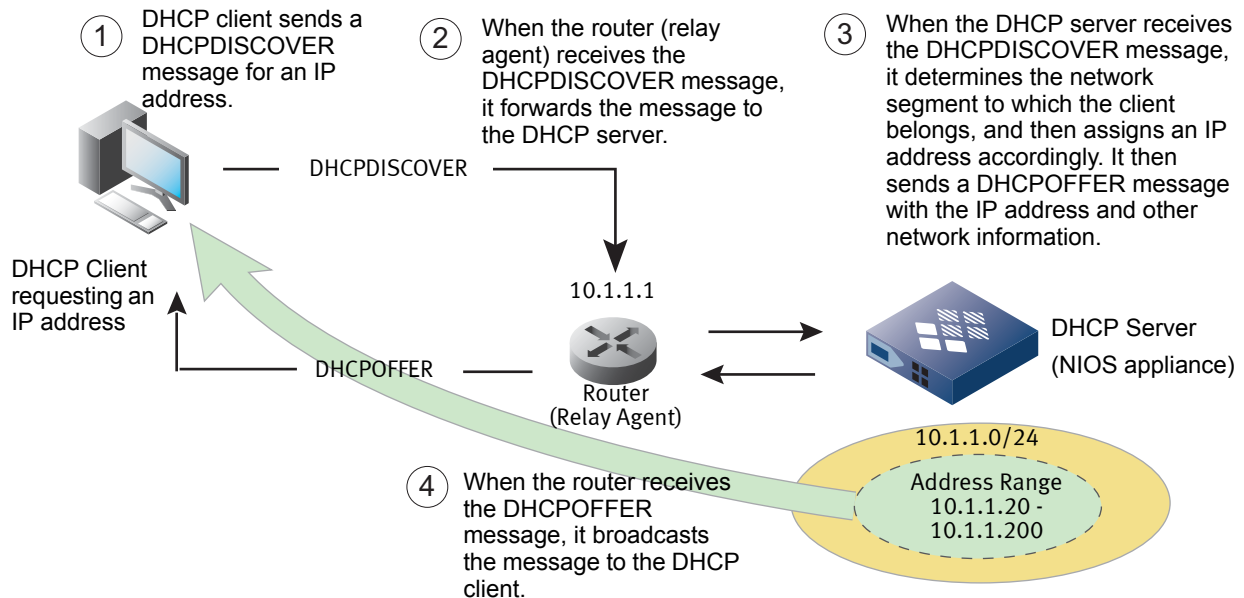 1
DHCP client sends a
DHCPDISCOVER
message for an IP
address.
2
When the router (relay
agent) receives the
DHCPDISCOVER message,
it forwards the message to
the DHCP server.
3
When the DHCP server receives
the DHCPDISCOVER message,
it determines the network
segment to which the client
belongs, and then assigns an IP
address accordingly. It then
sends a DHCPOFFER message
with the IP address and other
network information.
DHCPDISCOVER
DHCP Client
requesting an
IP address
10.1.1.1
DHCP Server
(NIOS appliance)
DHCPOFFER
Router
(Relay Agent)
10.1.1.0/24
Address Range
10.1.1.20 -
10.1.1.200
4
When the router receives
the DHCPOFFER
message, it broadcasts
the message to the DHCP
client.